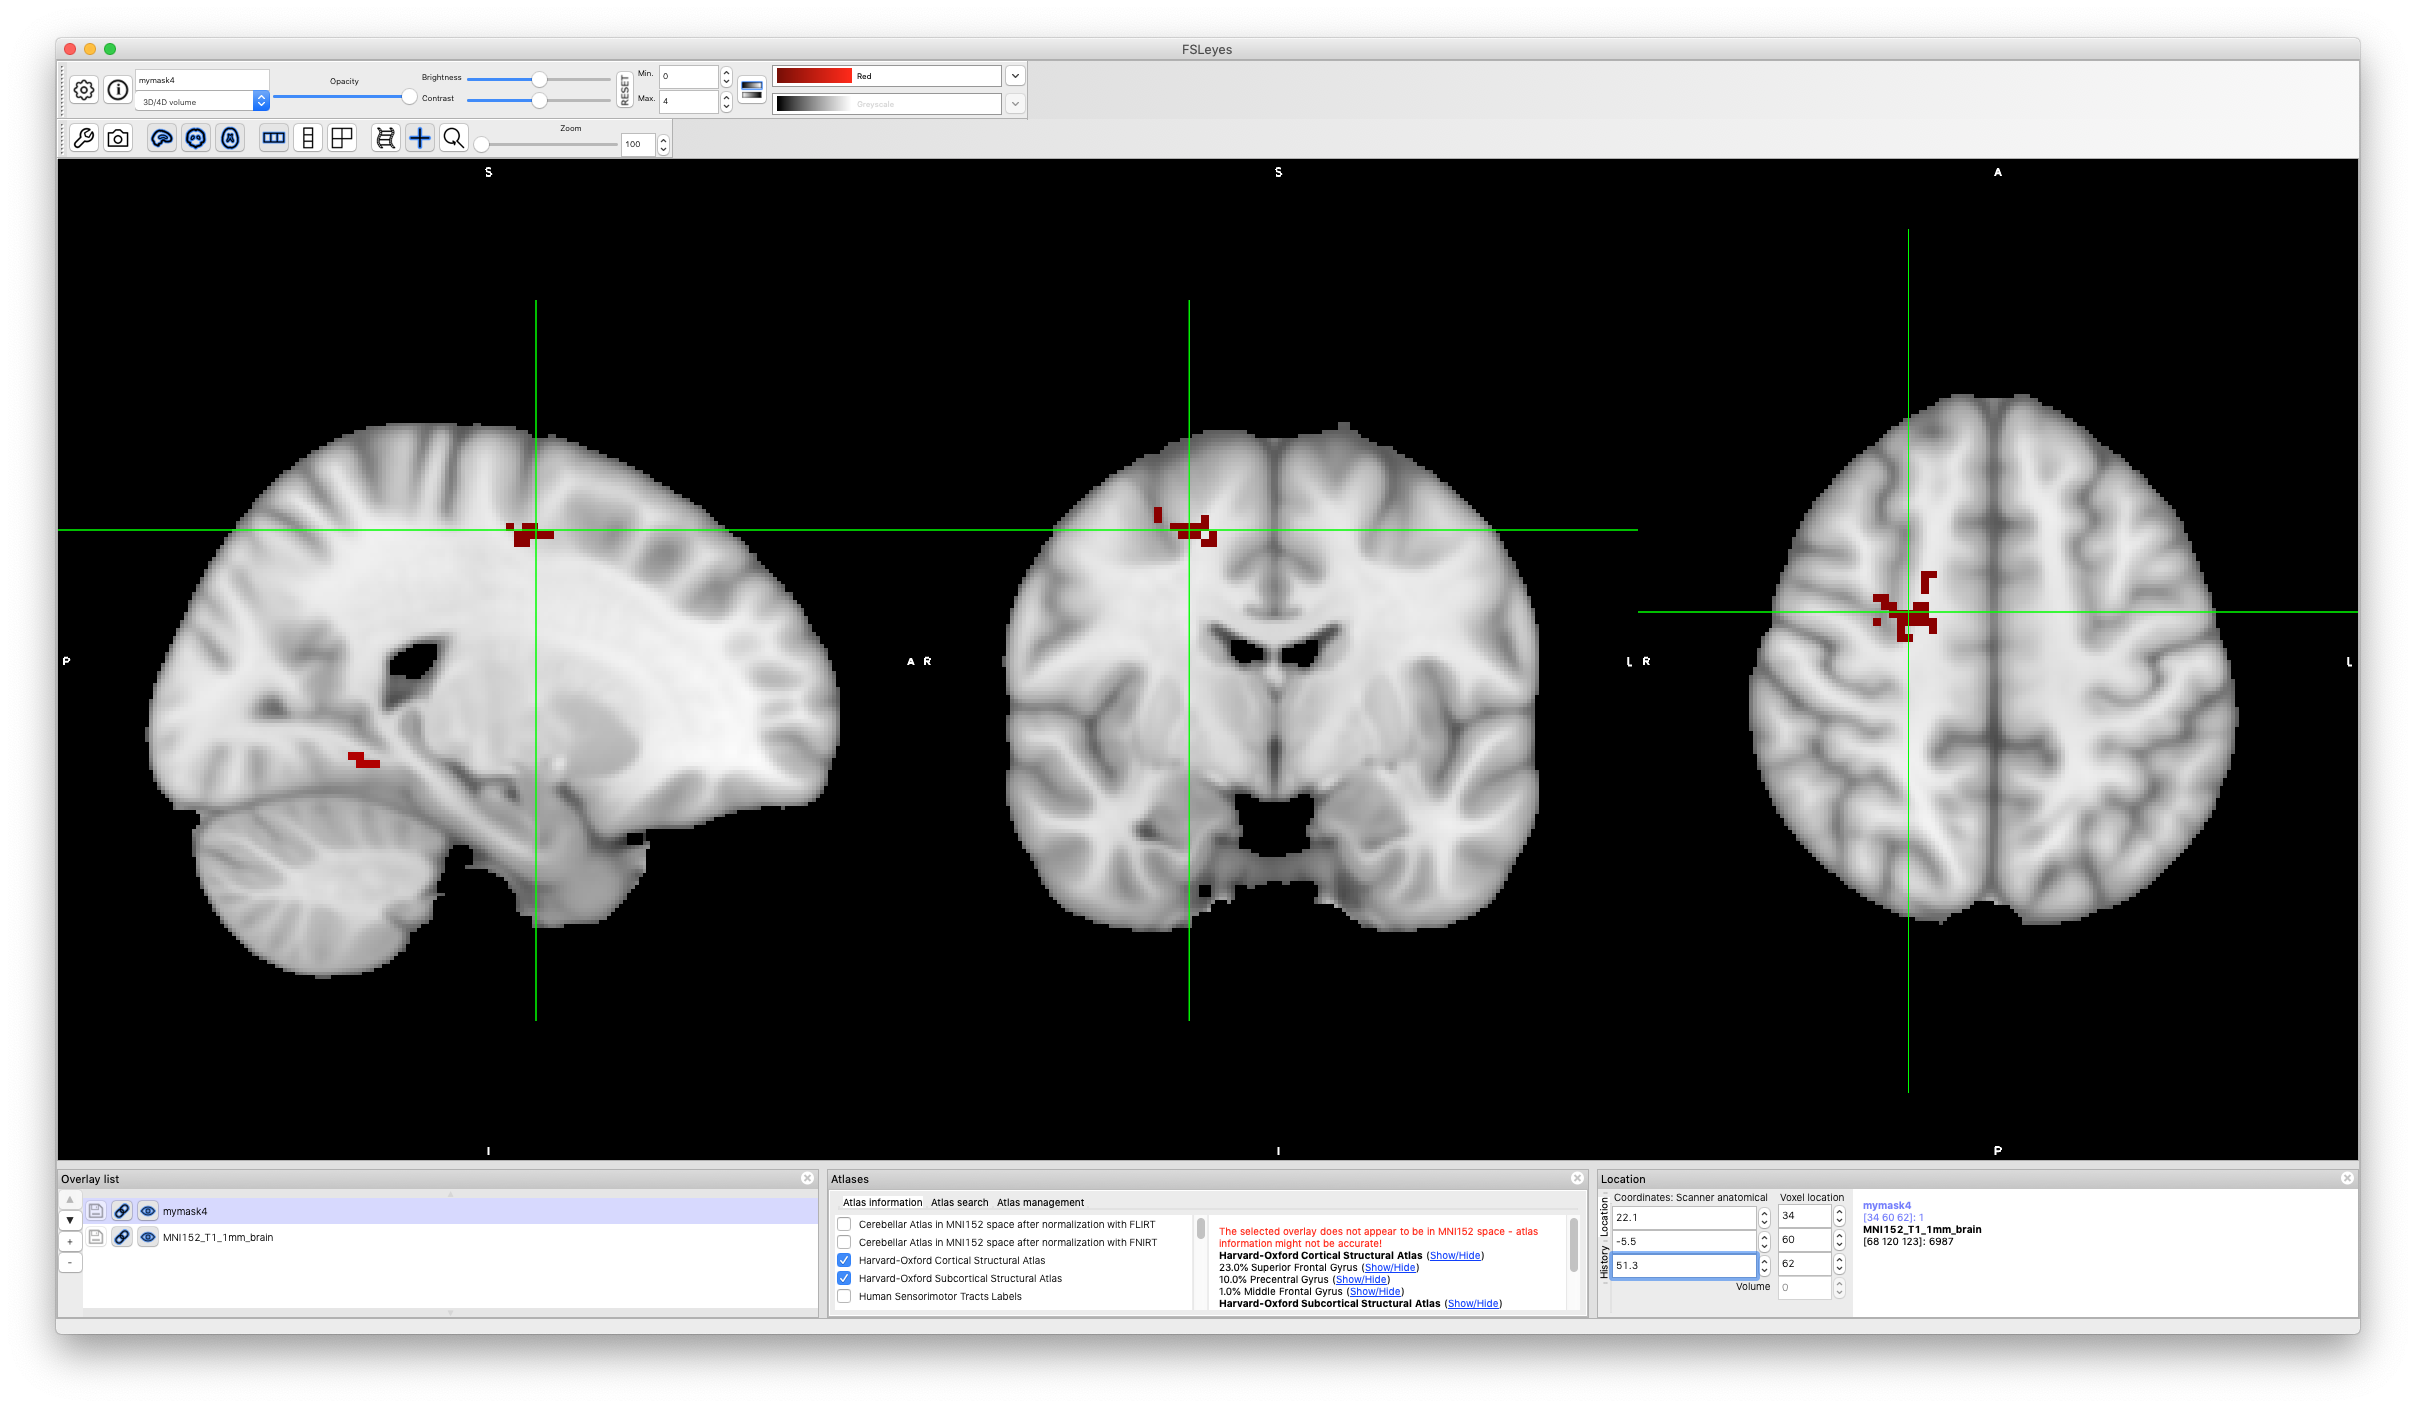 FSLeyes
mymask4
3D/4D volume
Opacity
Brightness
Contrast
RESET
Min. 0
Max. 4
Red
Greyscale
Zoom
100
S
S
A
P
A R
L R
L
I
I
P
Overlay list
mymask4
MNI152_T1_1mm_brain
Atlases
Atlas information Atlas search Atlas management
Cerebellar Atlas in MNI152 space after normalization with FLIRT
Cerebellar Atlas in MNI152 space after normalization with FNIRT
Harvard-Oxford Cortical Structural Atlas
Harvard-Oxford Subcortical Structural Atlas
Human Sensorimotor Tracts Labels
The selected overlay does not appear to be in MNI152 space - atlas
information might not be accurate!
Harvard-Oxford Cortical Structural Atlas (Show/Hide)
23.0% Superior Frontal Gyrus (Show/Hide)
10.0% Precentral Gyrus (Show/Hide)
1.0% Middle Frontal Gyrus (Show/Hide)
Harvard-Oxford Subcortical Structural Atlas (Show/Hide)
Location
Location
History
Coordinates: Scanner anatomical Voxel location
22.1 34
-5.5 60
51.3 62
Volume 0
mymask4
[34 60 62]: 1
MNI152_T1_1mm_brain
[68 120 123]: 6987